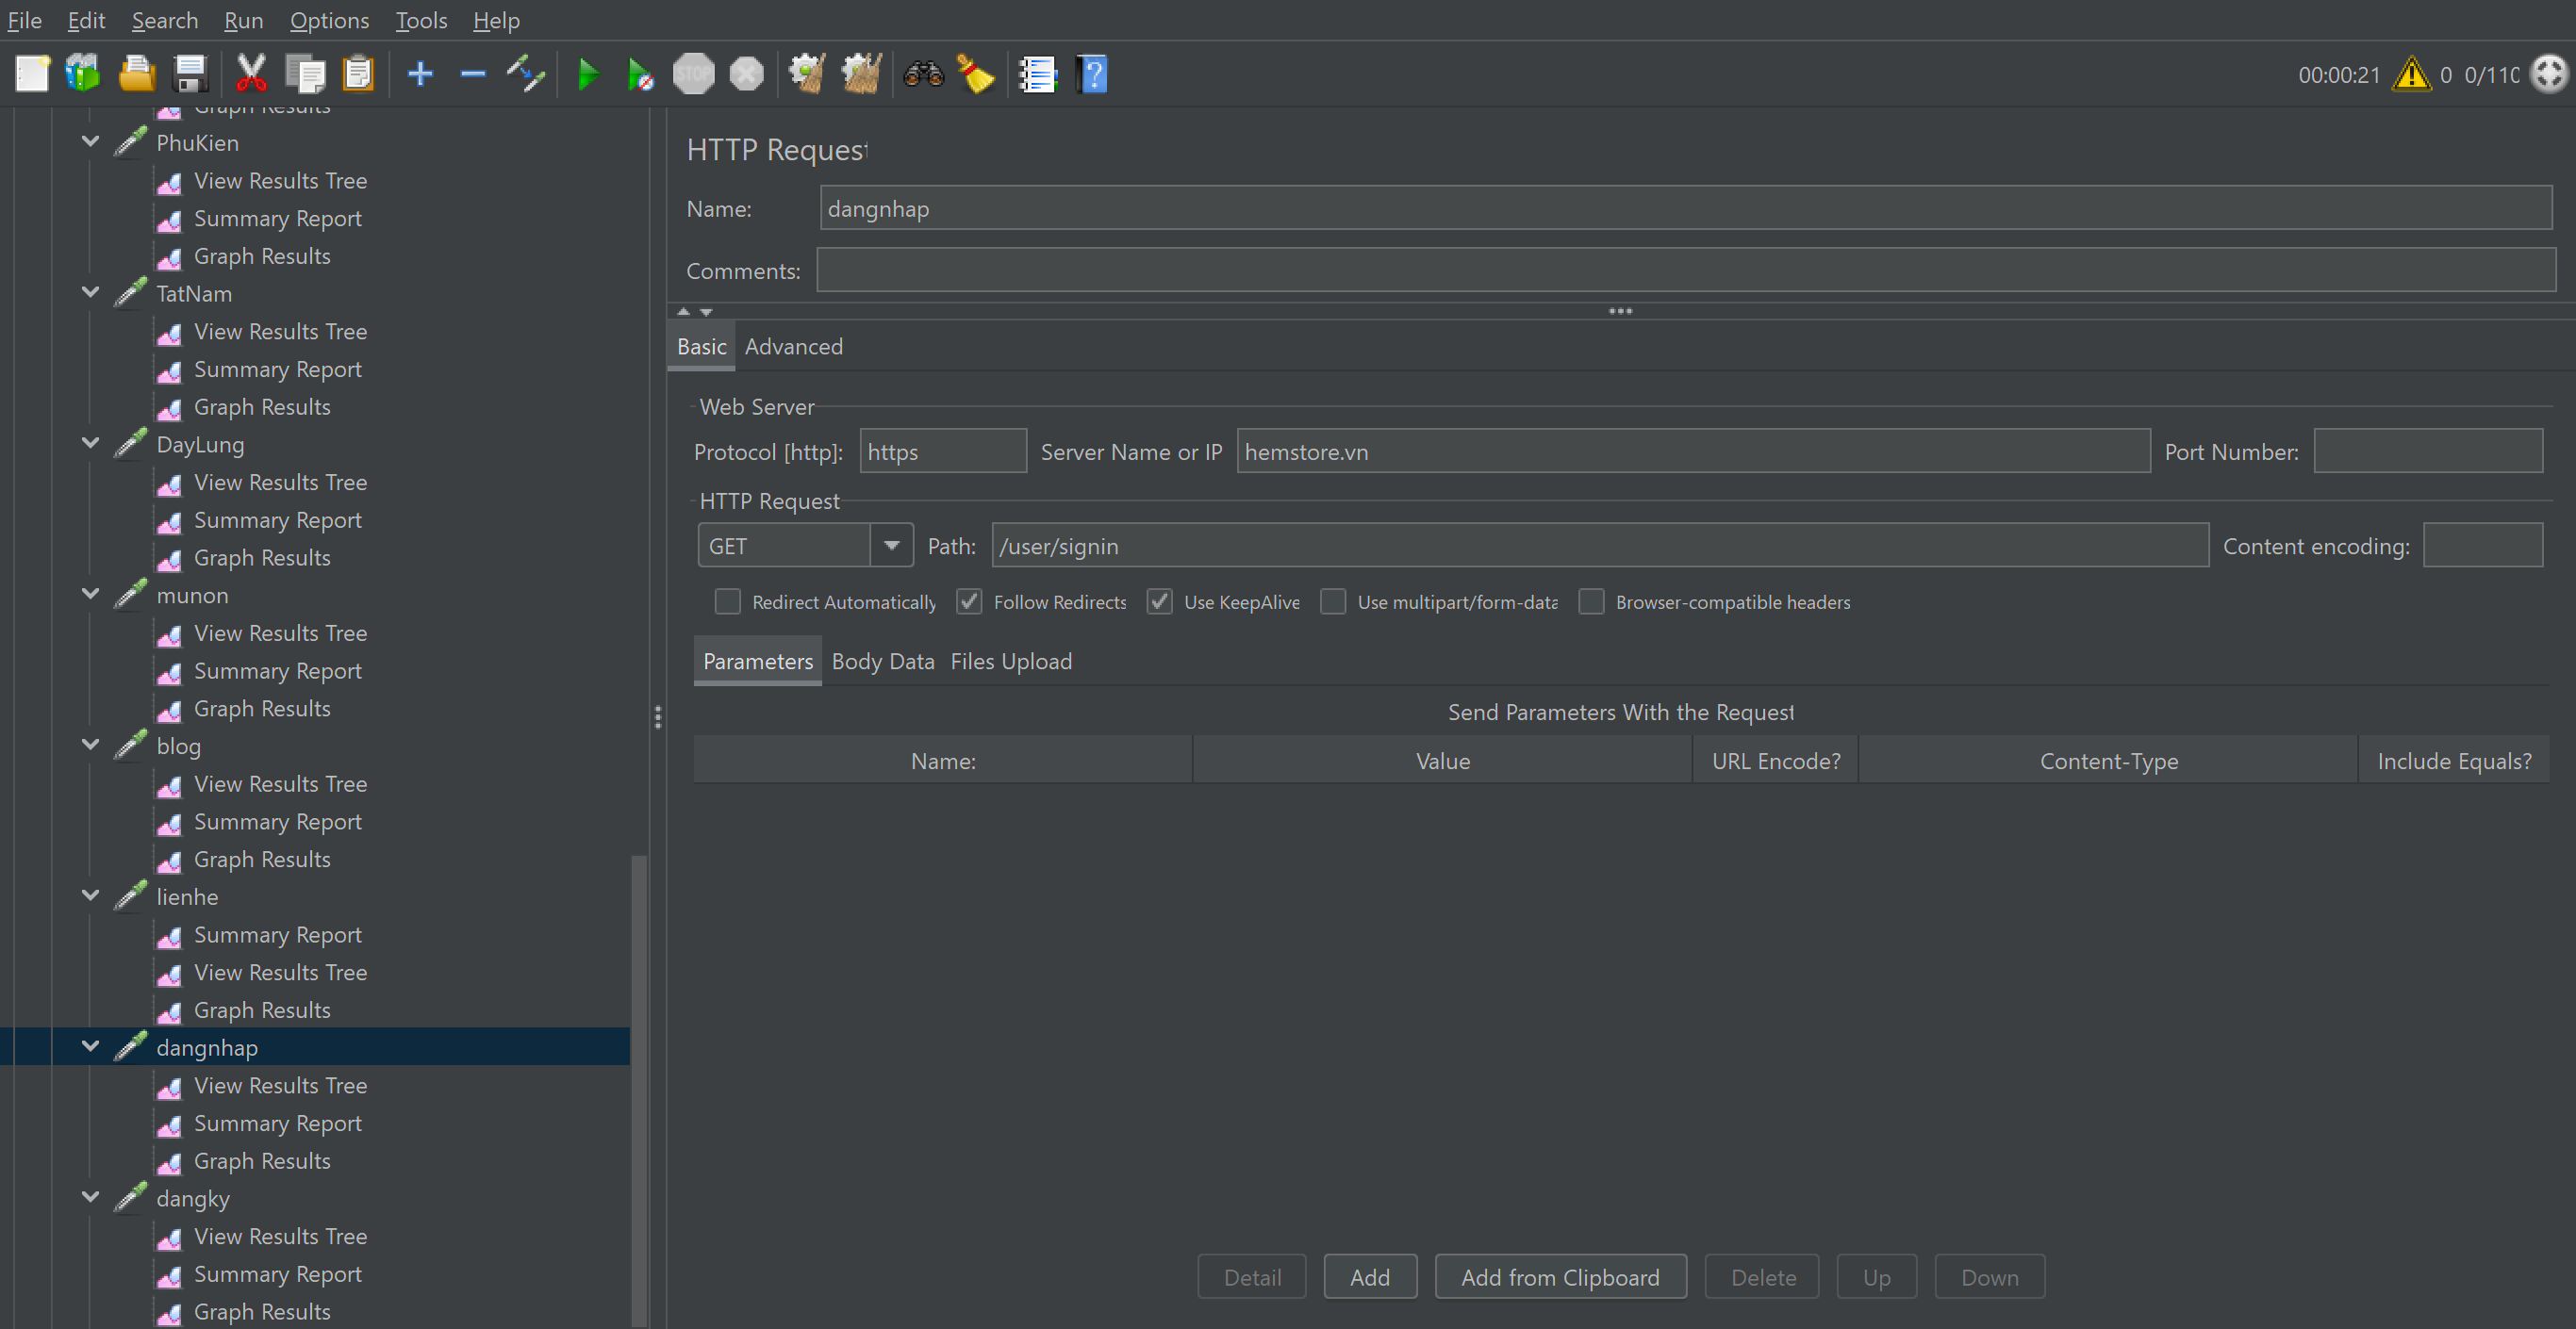 File Edit Search Run Options Tools Help
STOP
00:00:21 0 0/110
Graph Results
PhuKien
View Results Tree
Summary Report
Graph Results
TatNam
View Results Tree
Summary Report
Graph Results
DayLung
View Results Tree
Summary Report
Graph Results
munon
View Results Tree
Summary Report
Graph Results
blog
View Results Tree
Summary Report
Graph Results
lienhe
Summary Report
View Results Tree
Graph Results
dangnhap
View Results Tree
Summary Report
Graph Results
dangky
View Results Tree
Summary Report
Graph Results
HTTP Request
Name: dangnhap
Comments:
Basic Advanced
Web Server
Protocol [http]: https Server Name or IP hemstore.vn Port Number:
HTTP Request
GET Path: /user/signin Content encoding:
Redirect Automatically Follow Redirects Use KeepAlive Use multipart/form-data Browser-compatible headers
Parameters Body Data Files Upload
Send Parameters With the Request
Name: Value URL Encode? Content-Type Include Equals?
Detail Add Add from Clipboard Delete Up Down